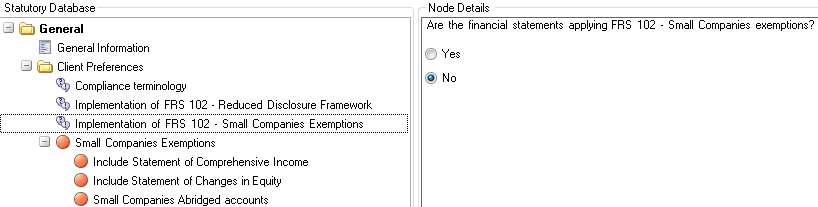 Statutory Database
General
General Information
Client Preferences
Compliance terminology
Implementation of FRS 102 - Reduced Disclosure Framework
Implementation of FRS 102 - Small Companies Exemptions
Small Companies Exemptions
Include Statement of Comprehensive Income
Include Statement of Changes in Equity
Small Companies Abridged accounts
Node Details
Are the financial statements applying FRS 102 - Small Companies exemptions?
Yes
No